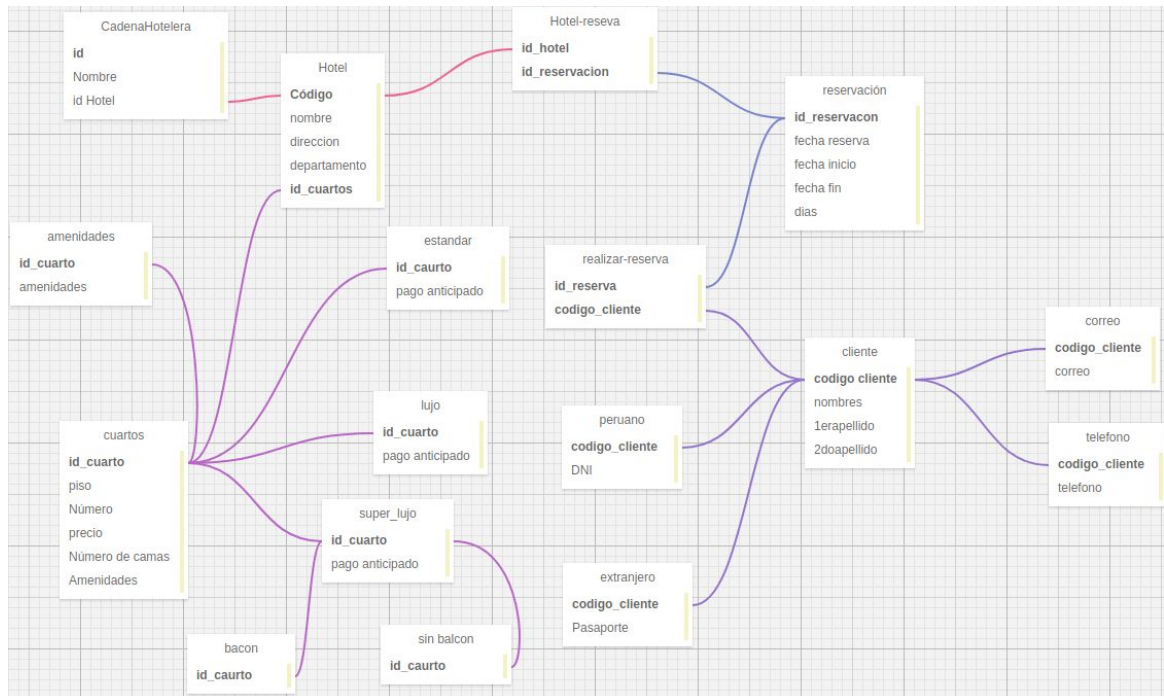 CadenaHotelera
id
Nombre
id Hotel
Hotel
Código
nombre
direccion
departamento
id_cuartos
Hotel-reseva
id_hotel
id_reservacion
reservación
id_reservacon
fecha reserva
fecha inicio
fecha fin
dias
amenidades
id_cuarto
amenidades
estandar
id_caurto
pago anticipado
realizar-reserva
id_reserva
codigo_cliente
cliente
codigo cliente
nombres
1erapellido
2doapellido
correo
codigo_cliente
correo
cuartos
id_cuarto
piso
Número
precio
Número de camas
Amenidades
lujo
id_cuarto
pago anticipado
peruano
codigo_cliente
DNI
telefono
codigo_cliente
telefono
super_lujo
id_cuarto
pago anticipado
extranjero
codigo_cliente
Pasaporte
bacon
id_caurto
sin balcon
id_caurto